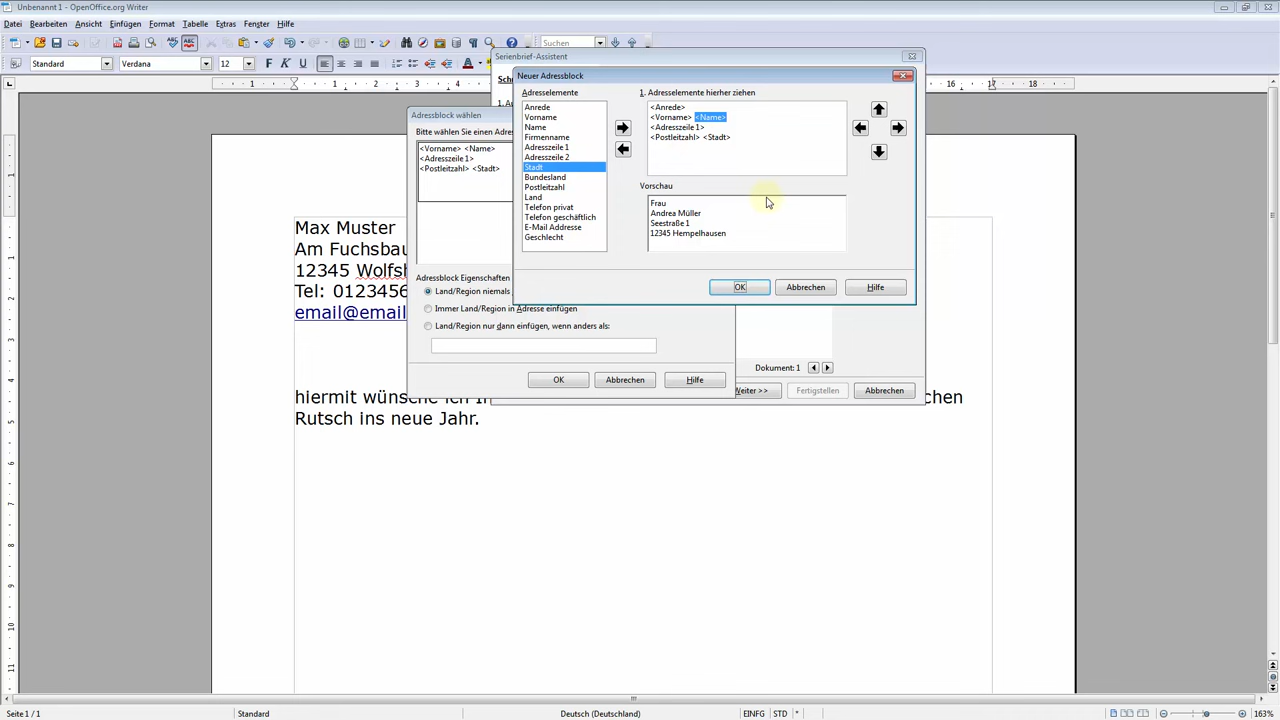 Unbenannt 1 - OpenOffice.org Writer
Datei Bearbeiten Ansicht Einfügen Format Tabelle Extras Fenster Hilfe
Suchen
Standard Verdana 12 F K U
Serienbrief-Assistent
Neuer Adressblock
Adresselemente
1. Adresselemente hierher ziehen
Anrede
Vorname
Name
Firmenname
Adresszeile 1
Adresszeile 2
Stadt
Bundesland
Postleitzahl
Land
Telefon privat
Telefon geschäftlich
E-Mail Adresse
Geschlecht
<Anrede>
<Vorname> <Name>
<Adresszeile 1>
<Postleitzahl> <Stadt>
Vorschau
Frau
Andrea Müller
Seestraße 1
12345 Hempelhausen
OK Abbrechen Hilfe
Adressblock wählen
Bitte wählen Sie einen
<Vorname> <Name>
<Adresszeile 1>
<Postleitzahl> <Stadt>
Adressblock Eigenschaften
Land/Region niemals
Immer Land/Region in Adresse einfügen
Land/Region nur dann einfügen, wenn anders als:
OK Abbrechen Hilfe
Dokument: 1
Weiter >> Fertigstellen Abbrechen
Max Muster
Am Fuchsbau
12345
Tel: 0123456
email@email
hiermit wünsche ich
Rutsch ins neue Jahr.
Seite 1 / 1 Standard Deutsch (Deutschland) EINFG STD * 163%